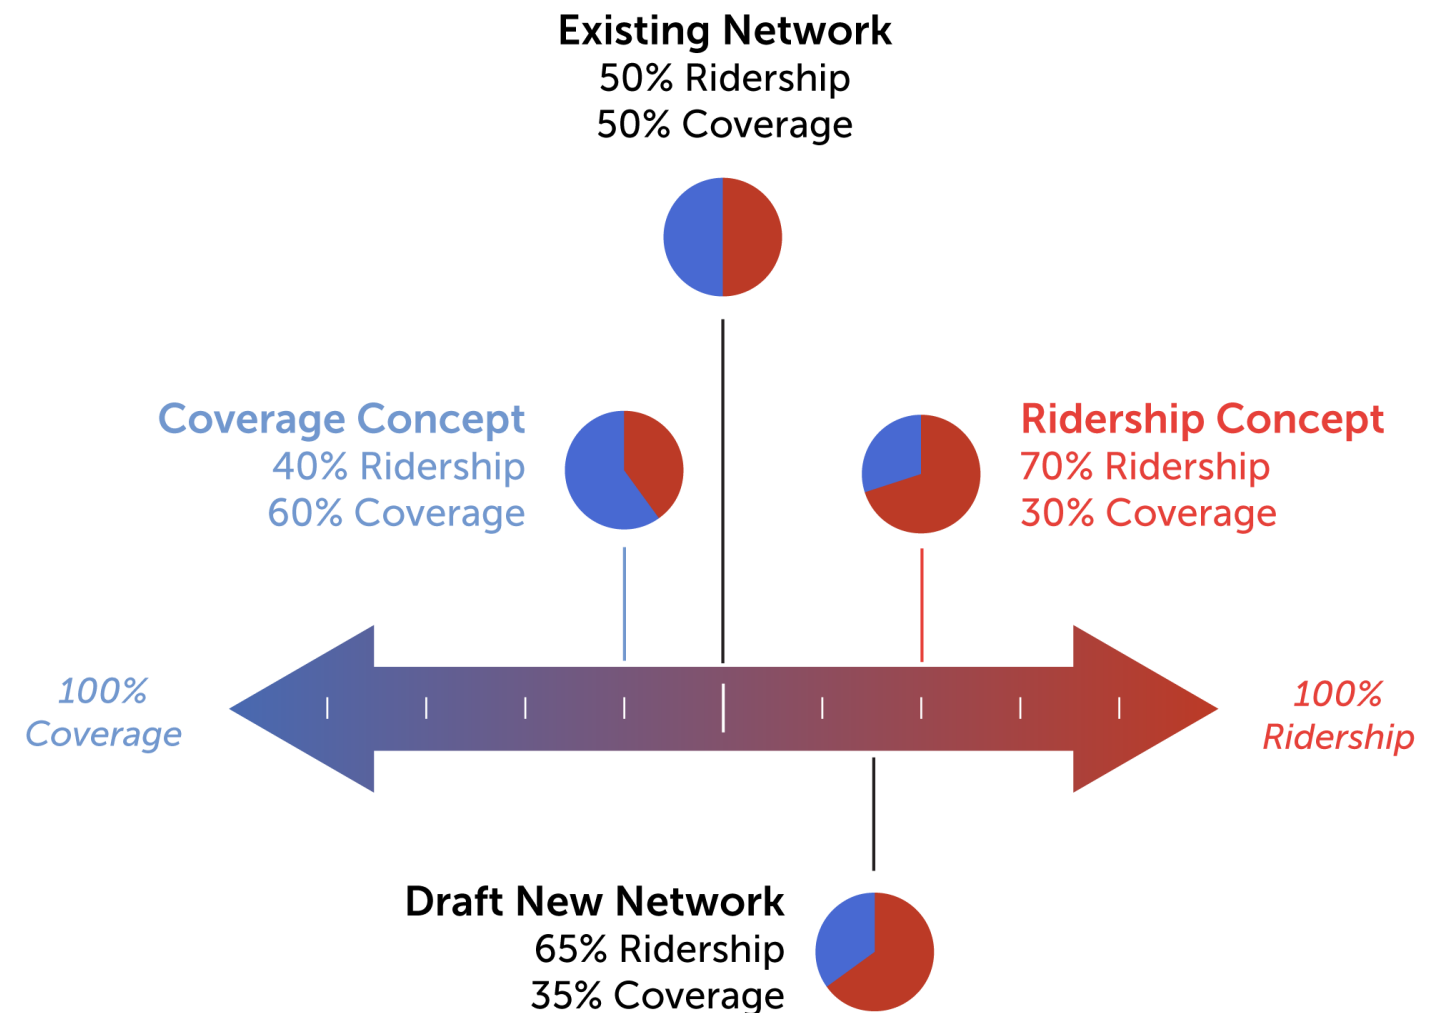 Existing Network
50% Ridership
50% Coverage
Coverage Concept
40% Ridership
60% Coverage
Ridership Concept
70% Ridership
30% Coverage
100%
Coverage
100%
Ridership
Draft New Network
65% Ridership
35% Coverage